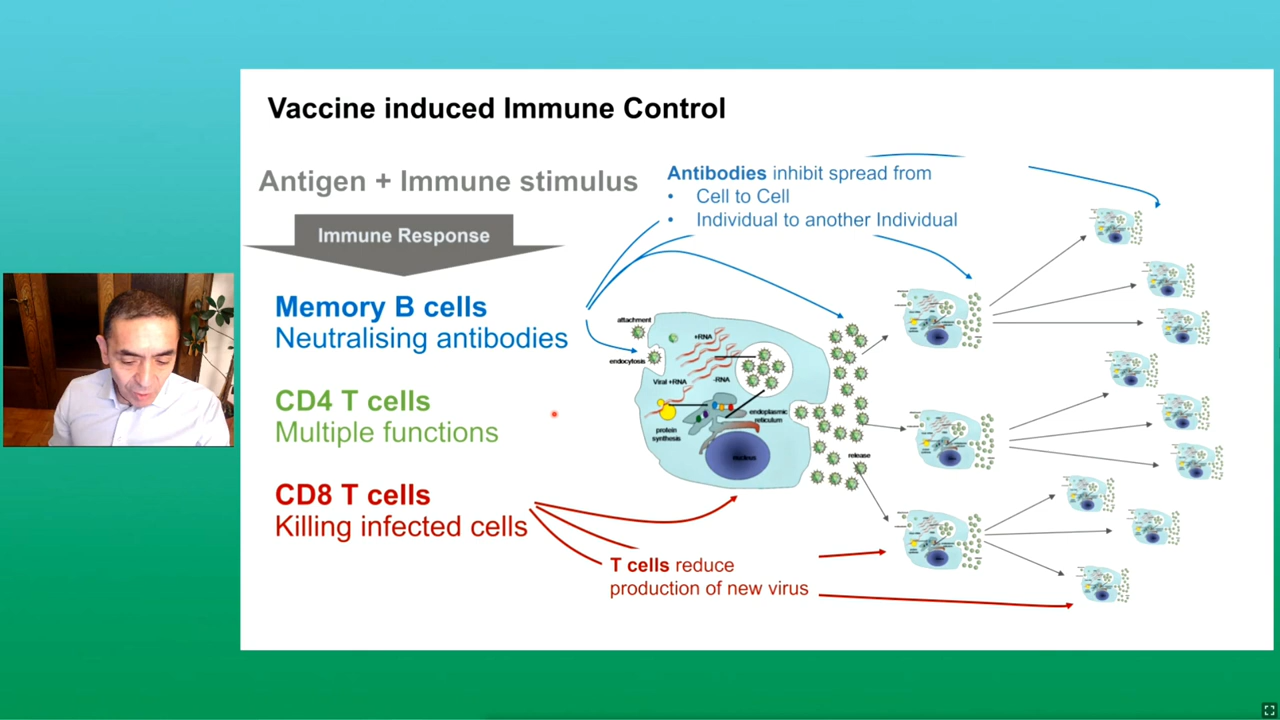 Vaccine induced Immune Control
Antigen + Immune stimulus
Immune Response
Memory B cells
Neutralising antibodies
CD4 T cells
Multiple functions
CD8 T cells
Killing infected cells
Antibodies inhibit spread from
• Cell to Cell
• Individual to another Individual
attachment
endocytosis
+RNA
-RNA
Viral +RNA
protein
synthesis
endoplasmic
reticulum
nucleus
release
T cells reduce
production of new virus